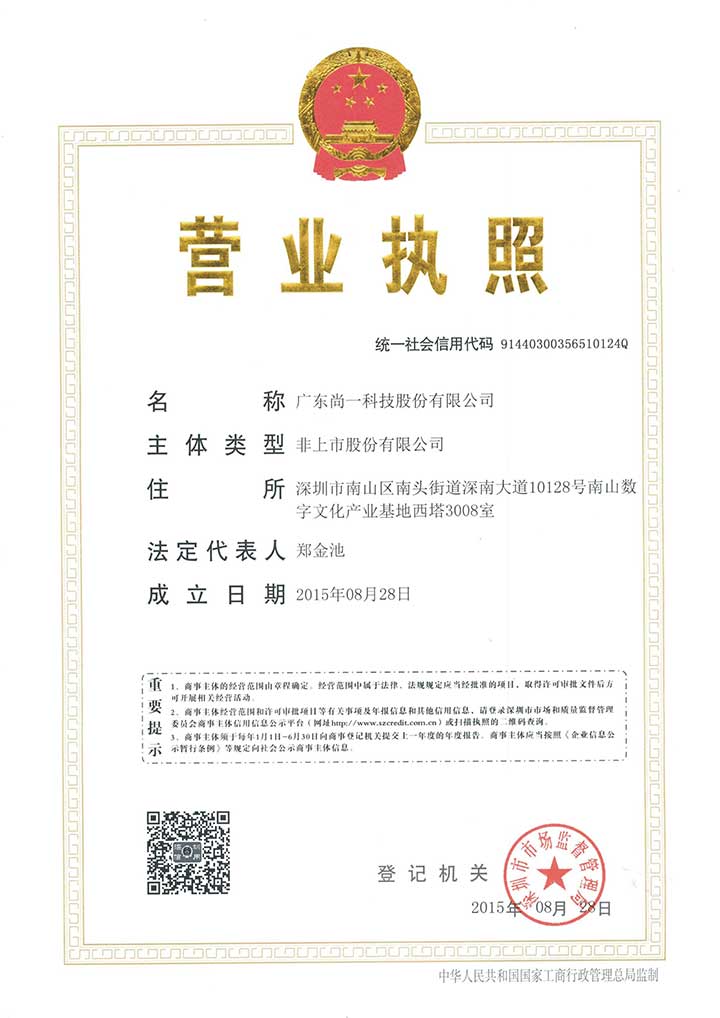 营业执照
统一社会信用代码 91440300356510124Q
名称 广东尚一科技股份有限公司
主体类型 非上市股份有限公司
住所 深圳市南山区南头街道深南大道10128号南山数
字文化产业基地西塔3008室
法定代表人 郑金池
成立日期 2015年08月28日
重要提示
1、商事主体的经营范围由章程确定。经营范围中属于法律、法规规定应当经批准的项目，取得许可审批文件后方
可开展相关经营活动。
2、商事主体经营范围和许可审批项目等有关事项及年报信息和其他信用信息，请登录深圳市市场和质量监督管理
委员会商事主体信用信息公示平台（网址http://www.szcredit.com.cn）或扫描执照的二维码查询。
3、商事主体须于每年1月1日-6月30日向商事登记机关提交上一年度的年度报告。商事主体应当按照《企业信息公
示暂行条例》等规定向社会公示商事主体信息。
登记机关
深圳市市场监督管理局
2015年 08月 28日
中华人民共和国国家工商行政管理总局监制